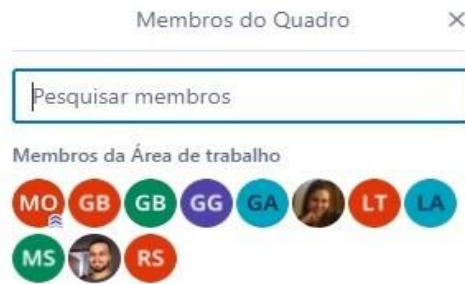 Membros do Quadro ×
Pesquisar membros
Membros da Área de trabalho
MO GB GB GG GA LT LA
MS RS